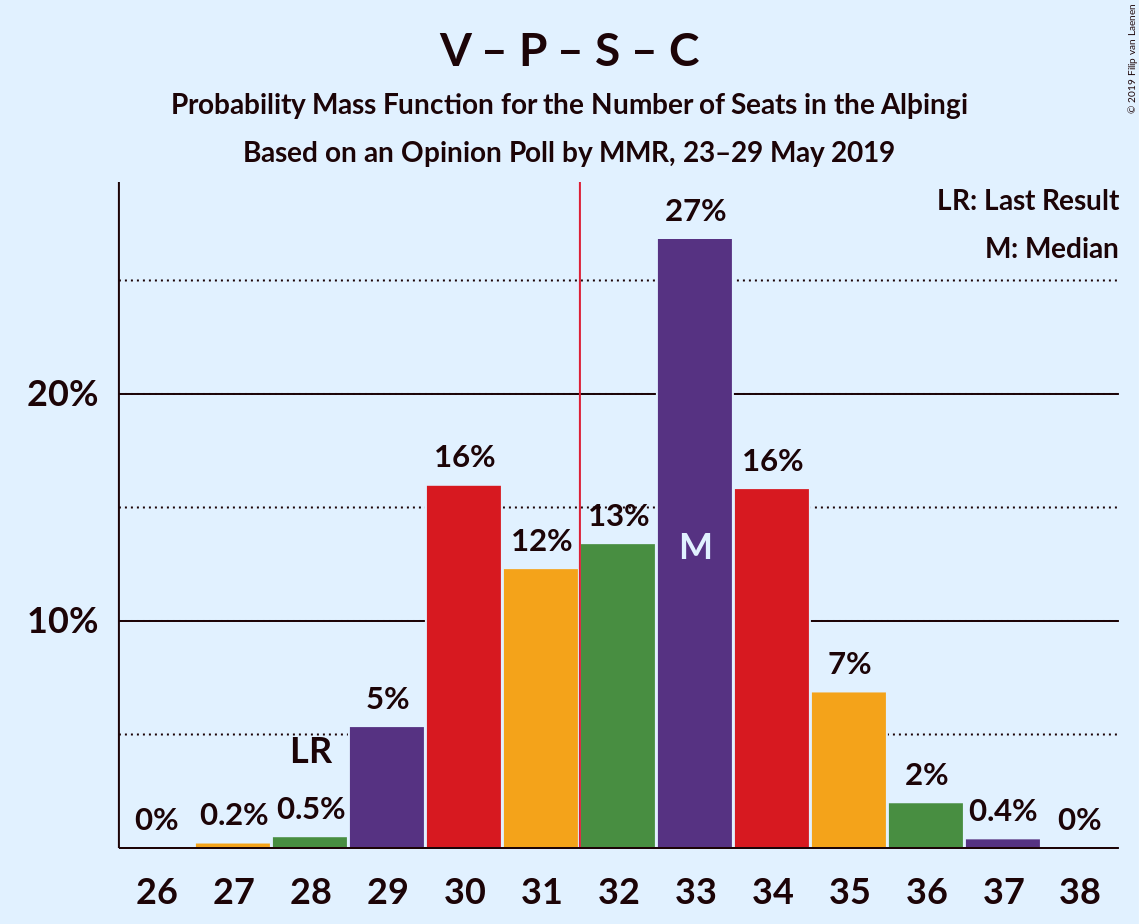 V – P – S – C
Probability Mass Function for the Number of Seats in the Alþingi
Based on an Opinion Poll by MMR, 23–29 May 2019
© 2019 Filip van Laenen
LR: Last Result
M: Median
27%
20%
16%
16%
13%
12%
M
10%
7%
5%
LR
2%
0%
0.2%
0.5%
0.4%
0%
26 27 28 29 30 31 32 33 34 35 36 37 38